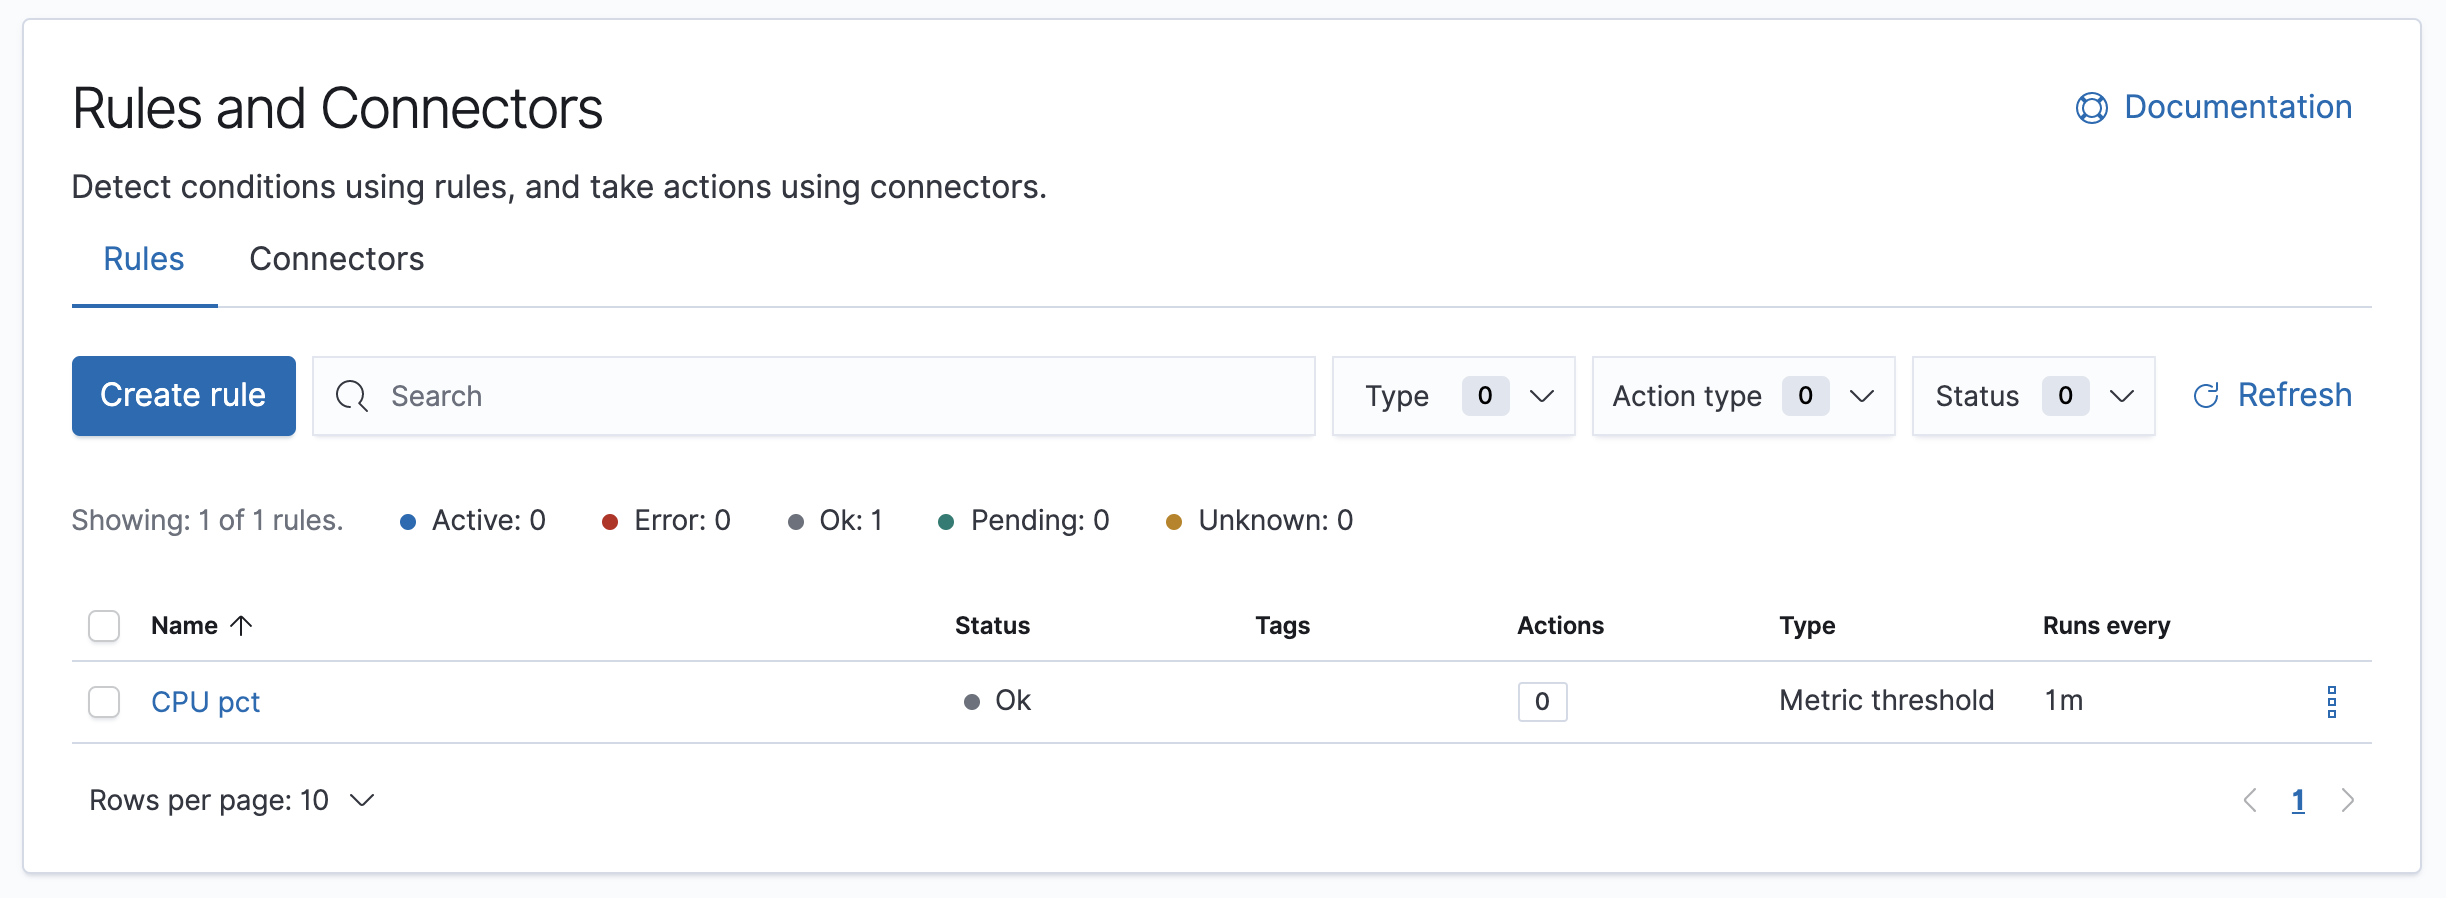 Rules and Connectors
Documentation
Detect conditions using rules, and take actions using connectors.
Rules Connectors
Create rule Search Type 0 Action type 0 Status 0 Refresh
Showing: 1 of 1 rules. Active: 0 Error: 0 Ok: 1 Pending: 0 Unknown: 0
Name Status Tags Actions Type Runs every
CPU pct Ok 0 Metric threshold 1m
Rows per page: 10 1